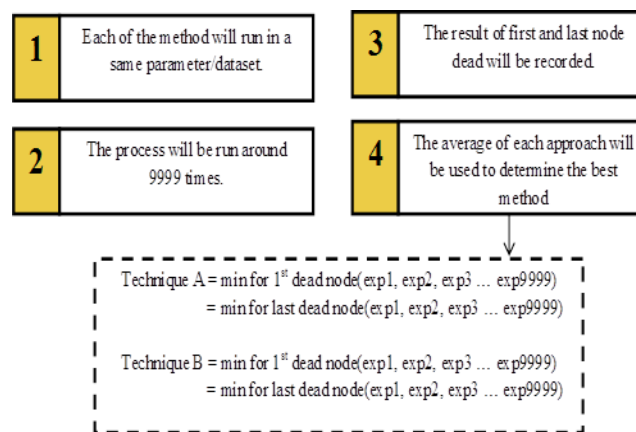 1
Each of the method will run in a
same parameter/dataset.
2
The process will be run around
9999 times.
3
The result of first and last node
dead will be recorded.
4
The average of each approach will
be used to determine the best
method
Technique A = min for 1st dead node(exp1, exp2, exp3 ... exp9999)
= min for last dead node(exp1, exp2, exp3 ... exp9999)
Technique B = min for 1st dead node(exp1, exp2, exp3 ... exp9999)
= min for last dead node(exp1, exp2, exp3 ... exp9999)